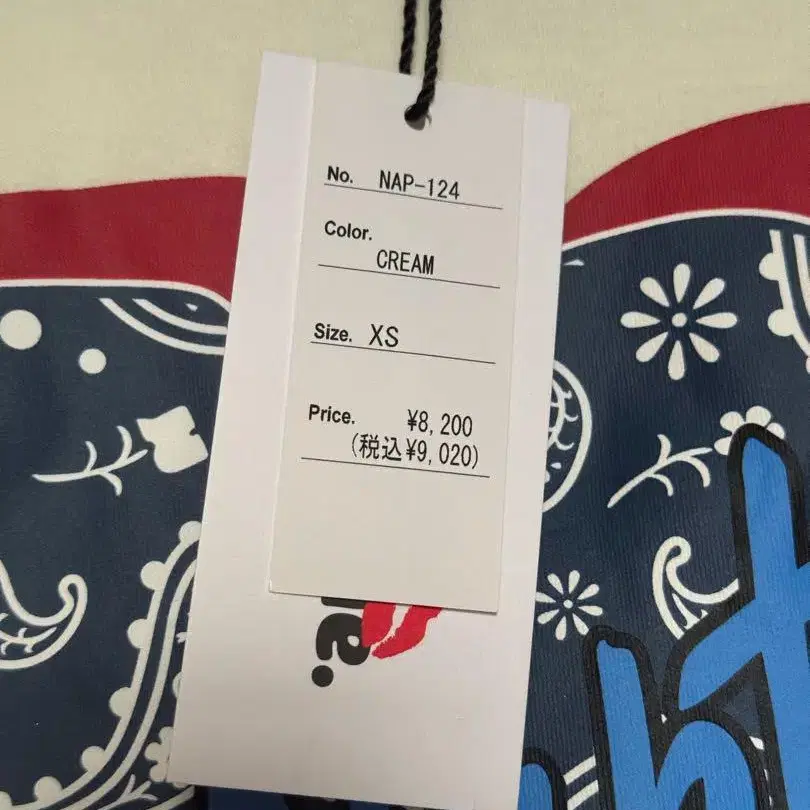 No. NAP-124
Color.
CREAM
Size. XS
Price. ¥8,200
(税込¥9,020)